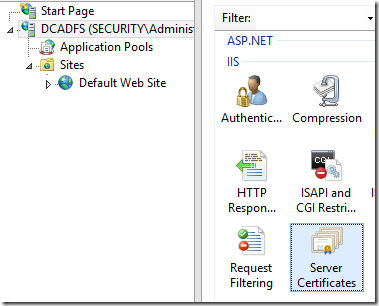 Start Page
DCADFS (SECURITY\Adminis
Application Pools
Sites
Default Web Site
Filter:
ASP.NET
IIS
Authentic...
Compression
HTTP
Respon...
ISAPI and
CGI Restri...
Request
Filtering
Server
Certificates